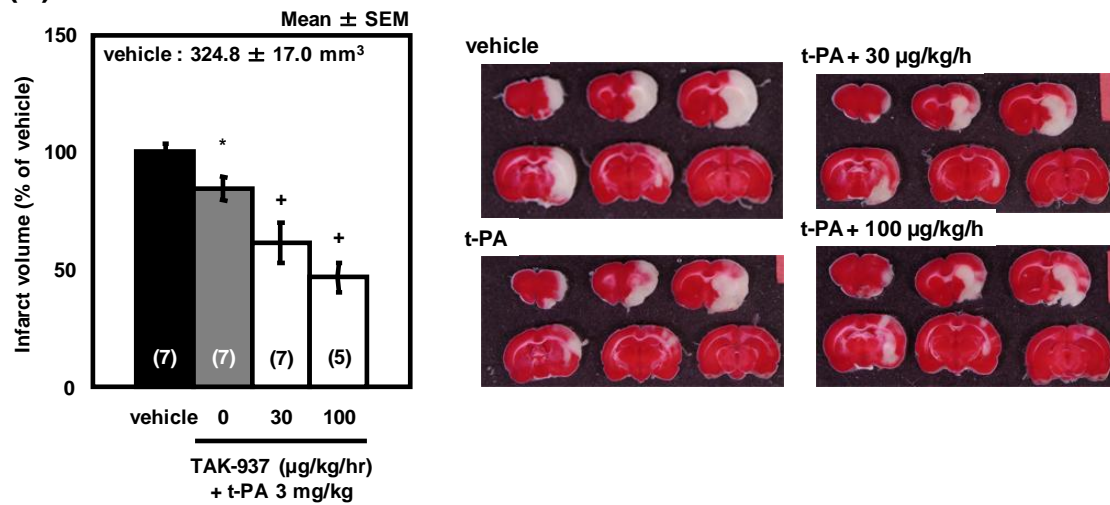 Mean ± SEM
150
vehicle : 324.8 ± 17.0 mm³
100
50
0
Infarct volume (% of vehicle)
*
+
+
(7)
(7)
(7)
(5)
vehicle 0 30 100
TAK-937 (μg/kg/hr)
+ t-PA 3 mg/kg
vehicle
t-PA + 30 μg/kg/h
t-PA
t-PA + 100 μg/kg/h